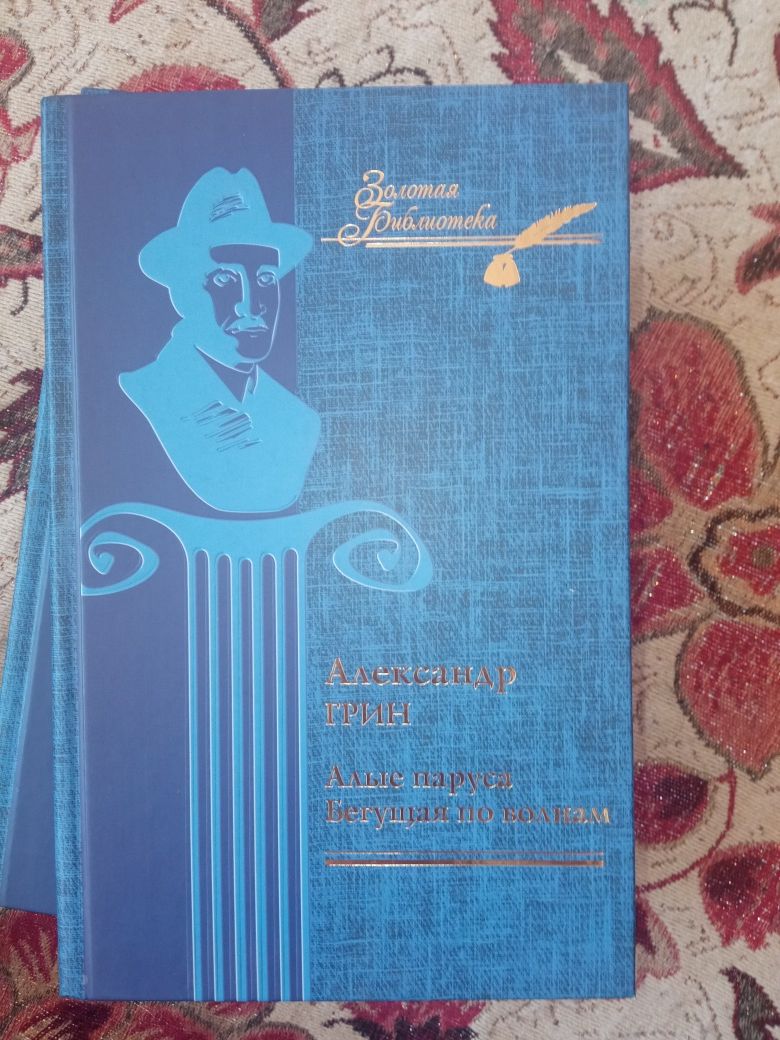 Золотая
Библиотека
Александр
ГРИН
Алые паруса
Бегущая по волнам